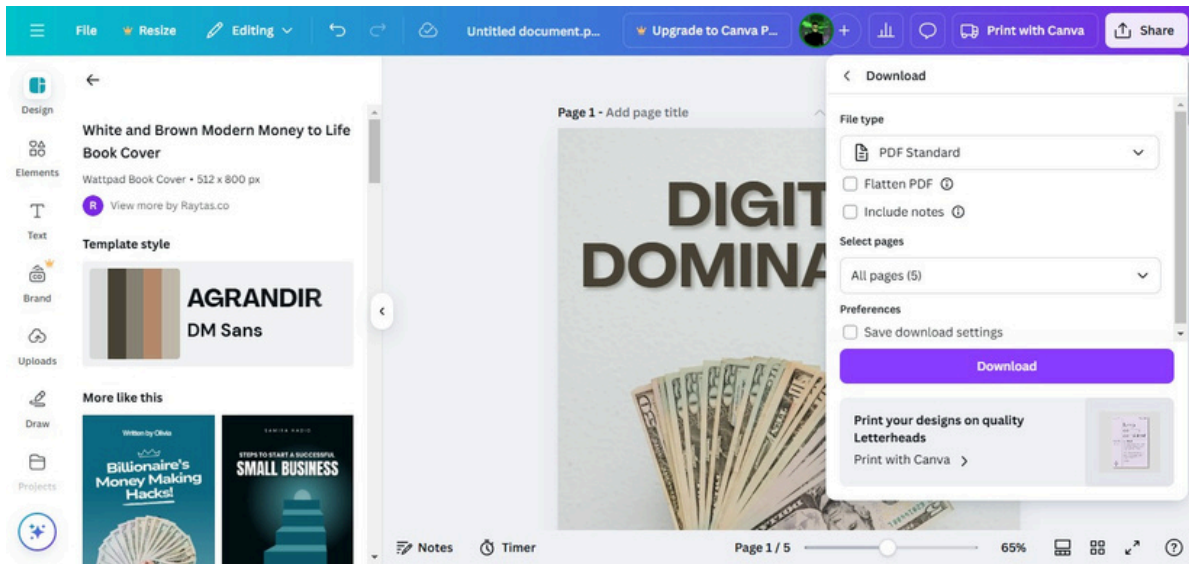 File
Resize
Editing
Untitled document.p...
Upgrade to Canva P...
+
Print with Canva
Share
Design
Elements
Text
Brand
Uploads
Draw
Projects
White and Brown Modern Money to Life
Book Cover
Wattpad Book Cover • 512 x 800 px
R
View more by Raytas.co
Template style
AGRANDIR
DM Sans
More like this
Written by Olivia
Billionaire's
Money Making
Hacks!
STEPS TO START A SUCCESSFUL
SMALL BUSINESS
Page 1 - Add page title
DIGIT
DOMINA
Notes
Timer
Page 1 / 5
65%
Download
File type
PDF Standard
Flatten PDF
Include notes
Select pages
All pages (5)
Preferences
Save download settings
Download
Print your designs on quality
Letterheads
Print with Canva